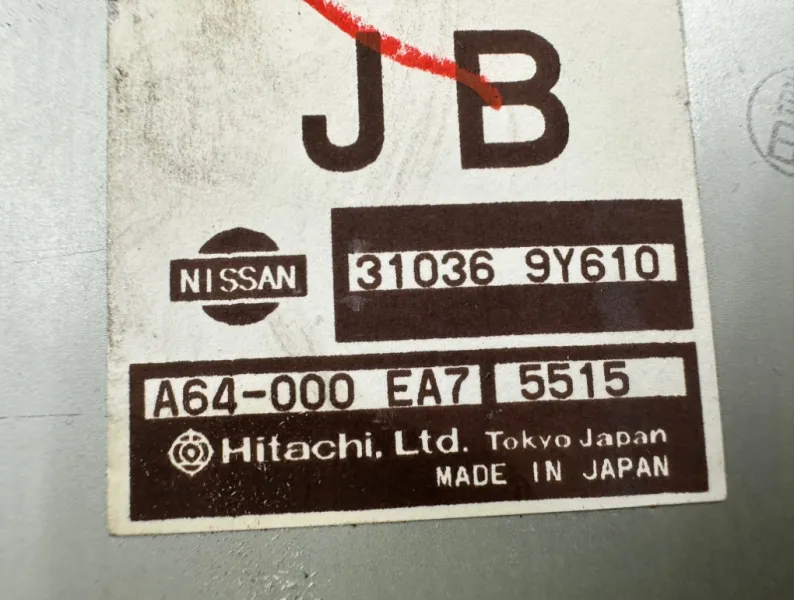 JB
NISSAN
31036 9Y610
A64-000 EA7 5515
Hitachi, Ltd. Tokyo Japan
MADE IN JAPAN